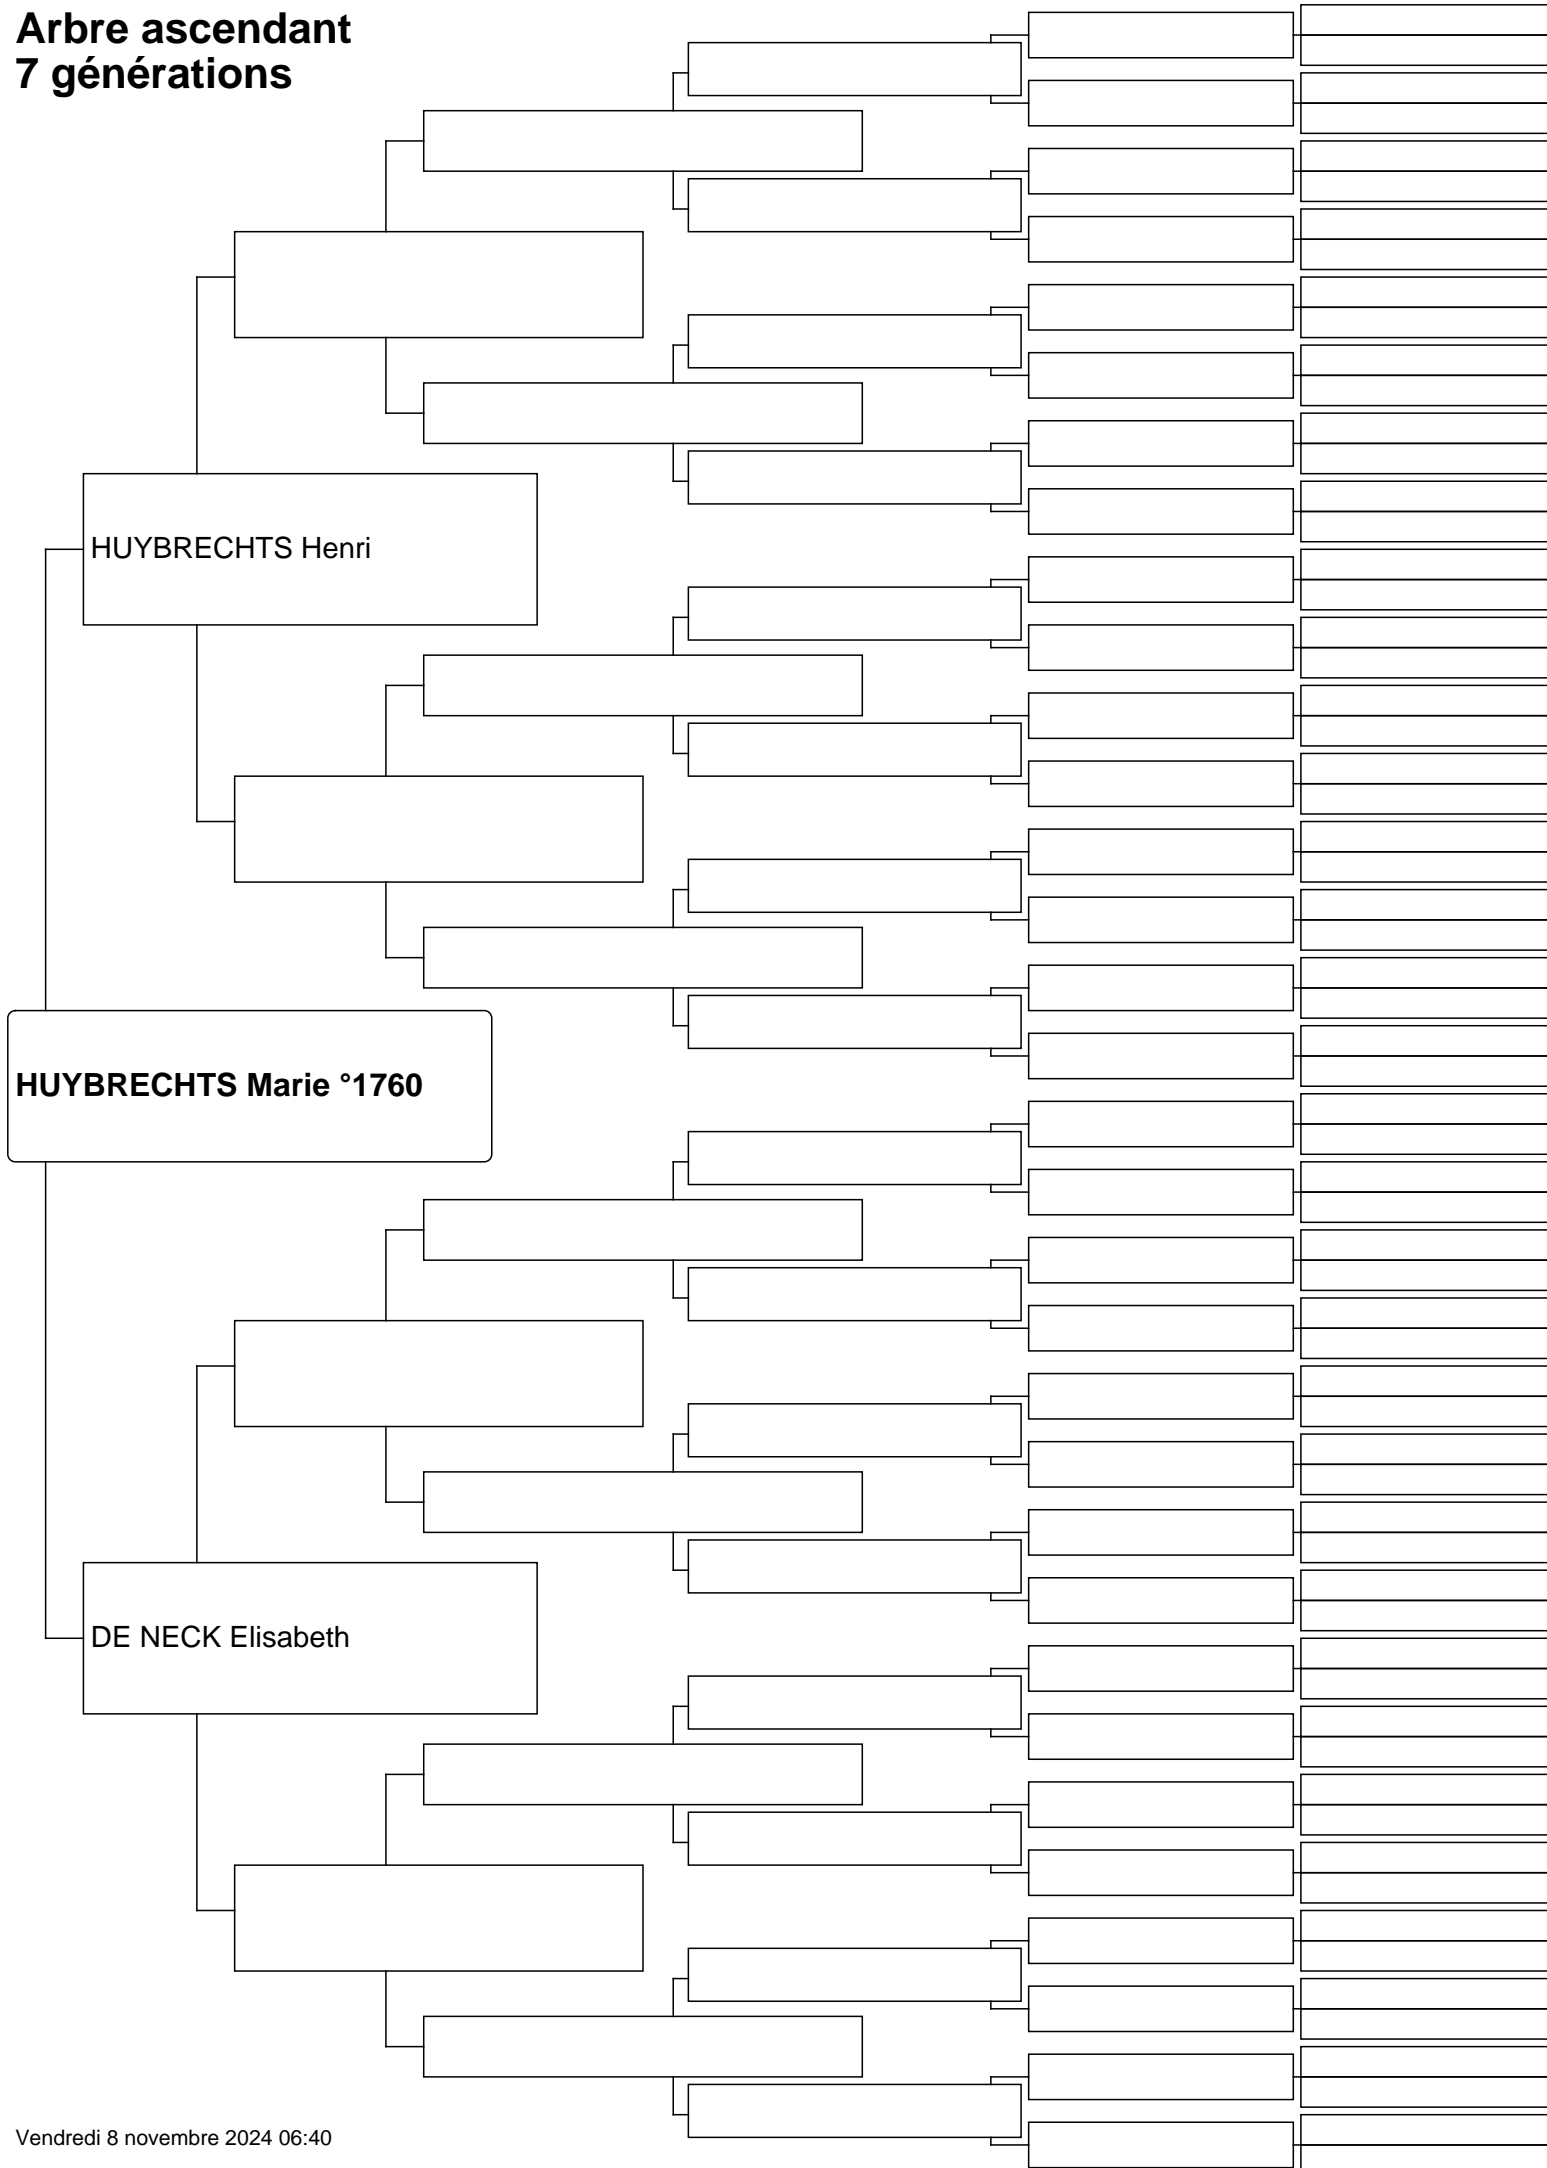 Arbre ascendant
7 générations
HUYBRECHTS Henri
HUYBRECHTS Marie °1760
DE NECK Elisabeth
Vendredi 8 novembre 2024 06:40